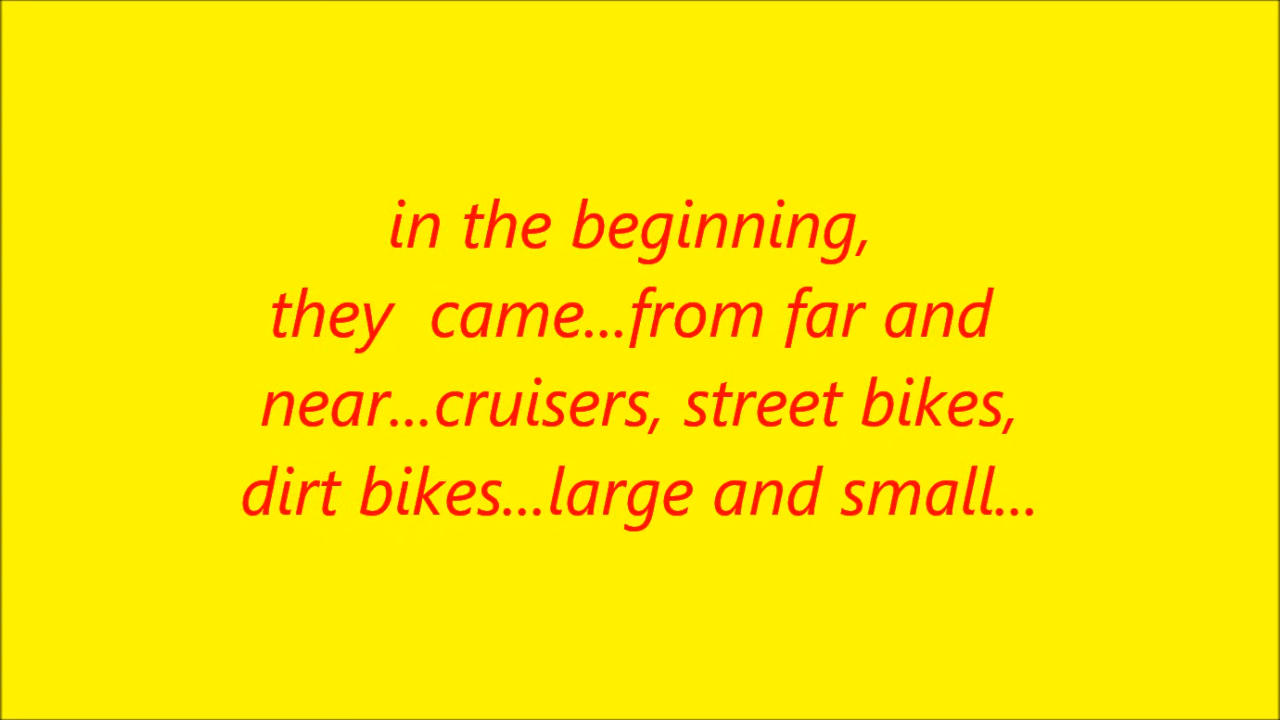 in the beginning,
they  came...from far and
near...cruisers, street bikes,
dirt bikes...large and small...